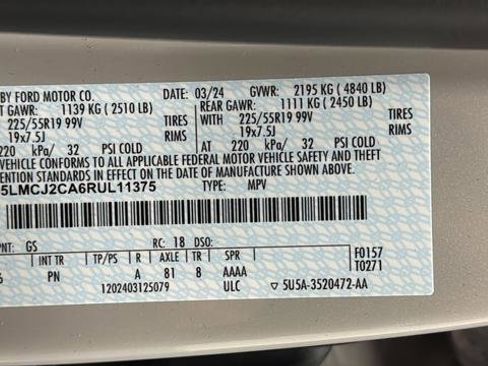 BY FORD MOTOR CO. DATE: 03/24 GVWR: 2195 KG (4840 LB)
T GAWR: 1139 KG (2510 LB) REAR GAWR: 1111 KG (2450 LB)
225/55R19 99V TIRES WITH 225/55R19 99V TIRES
19x7.5J RIMS 19x7.5J RIMS
220 kPa/ 32 PSI COLD AT 220 kPa/ 32 PSI COLD
VEHICLE CONFORMS TO ALL APPLICABLE FEDERAL MOTOR VEHICLE SAFETY
ENTION STANDARDS IN EFFECT ON THE DATE OF MANUFACTURE SHOWN ABOVE.
5LMCJ2CA6RUL11375 TYPE: MPV
PNT: GS RC: 18 DSO: F0157
INT TR TP/PS R AXLE TR SPR T0271
6 PN A 81 8 AAAA
1202403125079 ULC ▽ 5U5A-3520472-AA